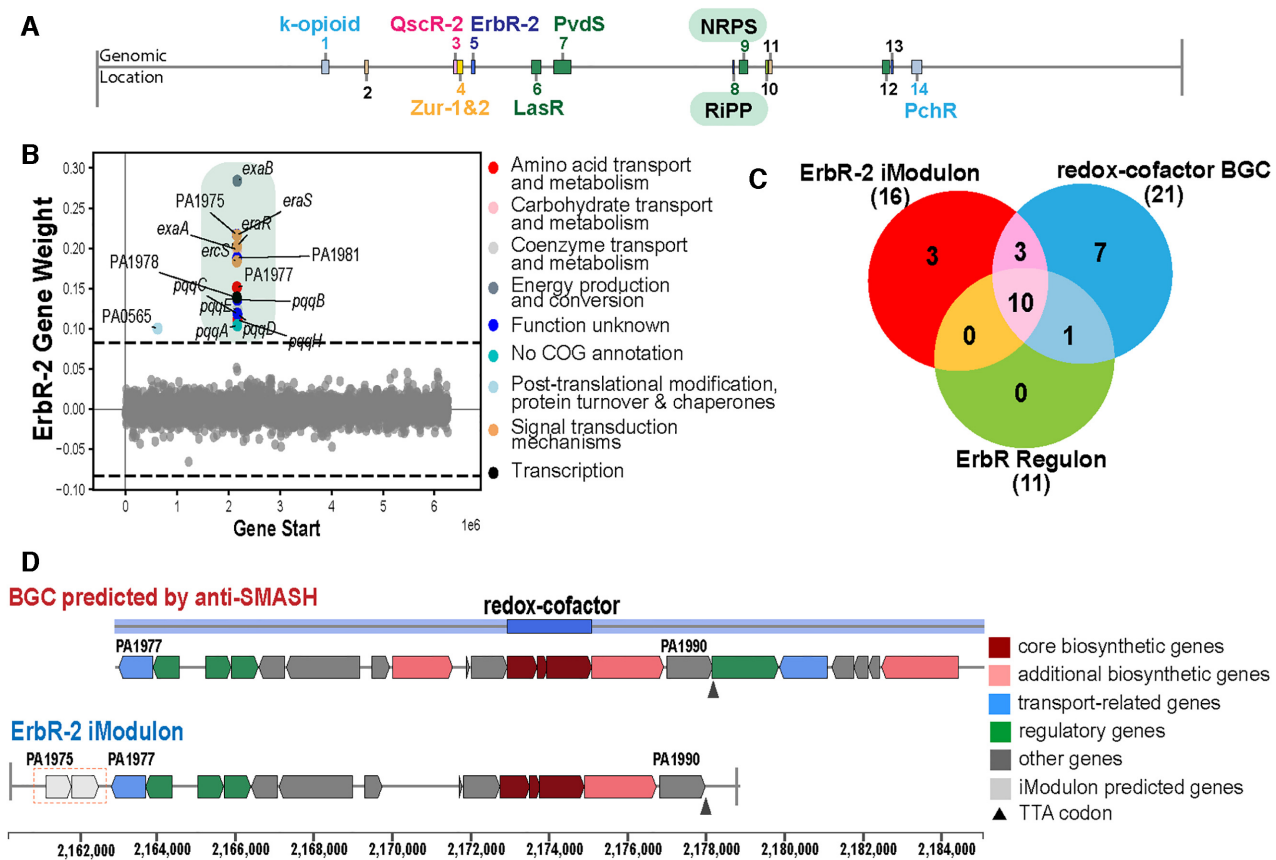 A
k-opioid
QscR-2
ErbR-2
PvdS
NRPS
1
3
5
7
9
11
13
Genomic
Location
2
4
6
8
10
12
14
Zur-1&2
LasR
RiPP
PchR
B
ErbR-2 Gene Weight
0.30
0.25
0.20
0.15
0.10
0.05
0.00
−0.05
−0.10
exaB
PA1975
eraS
exaA
eraR
ercS
PA1981
PA1978
PA1977
pqqC
pqqB
pqqE
PA0565
pqqA
pqqD
pqqH
0
1
2
3
4
5
6
1e6
Gene Start
Amino acid transport
and metabolism
Carbohydrate transport
and metabolism
Coenzyme transport
and metabolism
Energy production
and conversion
Function unknown
No COG annotation
Post-translational modification,
protein turnover & chaperones
Signal transduction
mechanisms
Transcription
C
ErbR-2 iModulon
(16)
redox-cofactor BGC
(21)
3
3
7
10
0
1
0
ErbR Regulon
(11)
D
BGC predicted by anti-SMASH
redox-cofactor
PA1977
PA1990
ErbR-2 iModulon
PA1975
PA1977
PA1990
2,162,000
2,164,000
2,166,000
2,168,000
2,170,000
2,172,000
2,174,000
2,176,000
2,178,000
2,180,000
2,182,000
2,184,000
core biosynthetic genes
additional biosynthetic genes
transport-related genes
regulatory genes
other genes
iModulon predicted genes
TTA codon